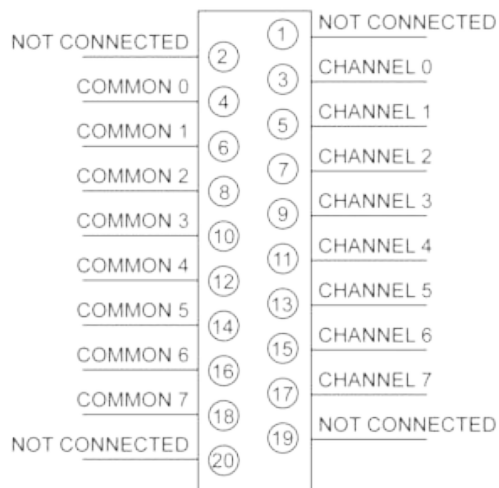 NOT CONNECTED
1
NOT CONNECTED
2
CHANNEL 0
3
COMMON 0
4
CHANNEL 1
5
COMMON 1
6
CHANNEL 2
7
COMMON 2
8
CHANNEL 3
9
COMMON 3
10
CHANNEL 4
11
COMMON 4
12
CHANNEL 5
13
COMMON 5
14
CHANNEL 6
15
COMMON 6
16
CHANNEL 7
17
COMMON 7
18
NOT CONNECTED
19
NOT CONNECTED
20